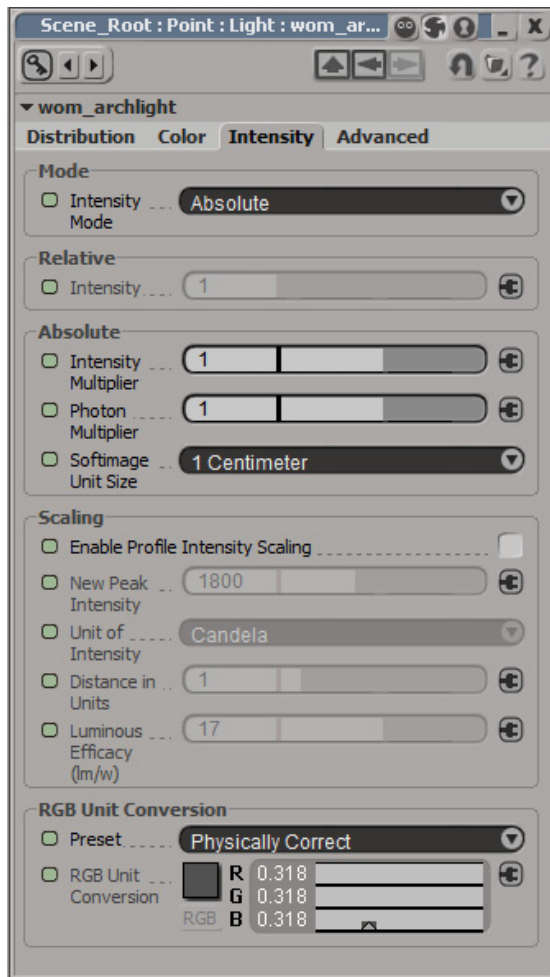 Scene_Root : Point : Light : wom_ar...
wom_archlight
Distribution Color Intensity Advanced
Mode
Intensity Mode Absolute
Relative
Intensity 1
Absolute
Intensity Multiplier 1
Photon Multiplier 1
Softimage Unit Size 1 Centimeter
Scaling
Enable Profile Intensity Scaling
New Peak Intensity 1800
Unit of Intensity Candela
Distance in Units 1
Luminous Efficacy (lm/w) 17
RGB Unit Conversion
Preset Physically Correct
RGB Unit Conversion R 0.318
G 0.318
RGB B 0.318